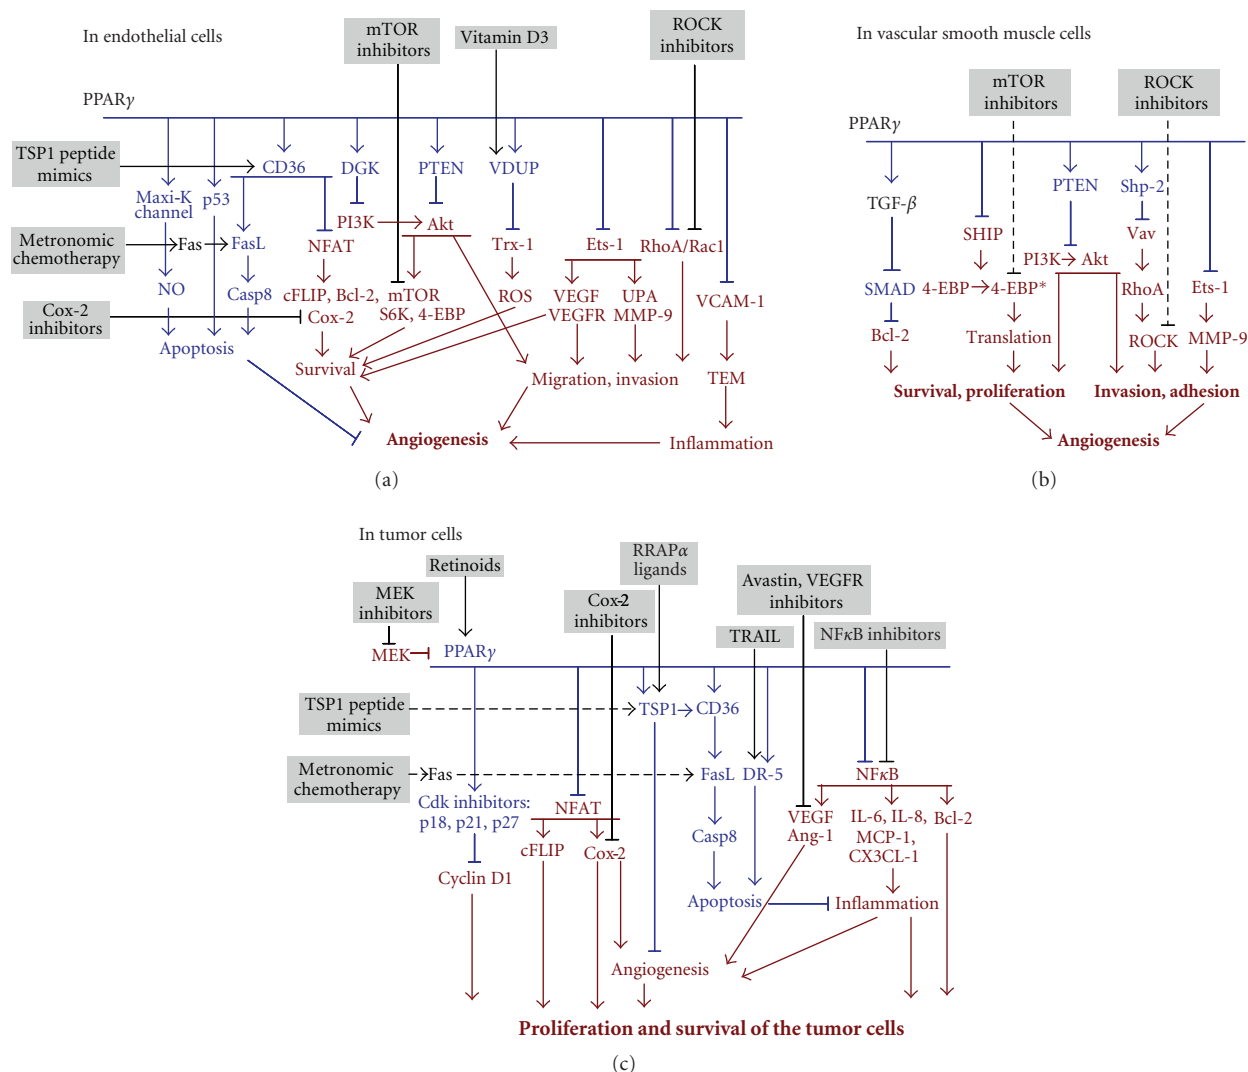 In endothelial cells
mTOR
inhibitors
Vitamin D3
ROCK
inhibitors
PPARγ
TSP1 peptide
mimics
CD36
DGK
PTEN
VDUP
Maxi-K
channel
p53
PI3K
Akt
Metronomic
chemotherapy
Fas
FasL
NFAT
Trx-1
Ets-1
RhoA/Rac1
NO
Casp8
cFLIP, Bcl-2,
Cox-2
mTOR
S6K, 4-EBP
ROS
VEGF
VEGFR
UPA
MMP-9
VCAM-1
Cox-2
inhibitors
Apoptosis
Survival
Migration, invasion
TEM
Angiogenesis
Inflammation
(a)
In vascular smooth muscle cells
mTOR
inhibitors
ROCK
inhibitors
PPARγ
TGF-β
PTEN
Shp-2
SHIP
Vav
PI3K
Akt
SMAD
4-EBP
4-EBP*
RhoA
Ets-1
Bcl-2
Translation
ROCK
MMP-9
Survival, proliferation
Invasion, adhesion
Angiogenesis
(b)
In tumor cells
Retinoids
RRAPα
ligands
MEK
inhibitors
Cox-2
inhibitors
Avastin, VEGFR
inhibitors
TRAIL
NFκB inhibitors
MEK
PPARγ
TSP1 peptide
mimics
TSP1
CD36
Metronomic
chemotherapy
Fas
FasL
DR-5
NFκB
Cdk inhibitors:
p18, p21, p27
NFAT
VEGF
Ang-1
IL-6, IL-8,
MCP-1,
CX3CL-1
Bcl-2
cFLIP
Cox-2
Casp8
Cyclin D1
Apoptosis
Inflammation
Angiogenesis
Proliferation and survival of the tumor cells
(c)